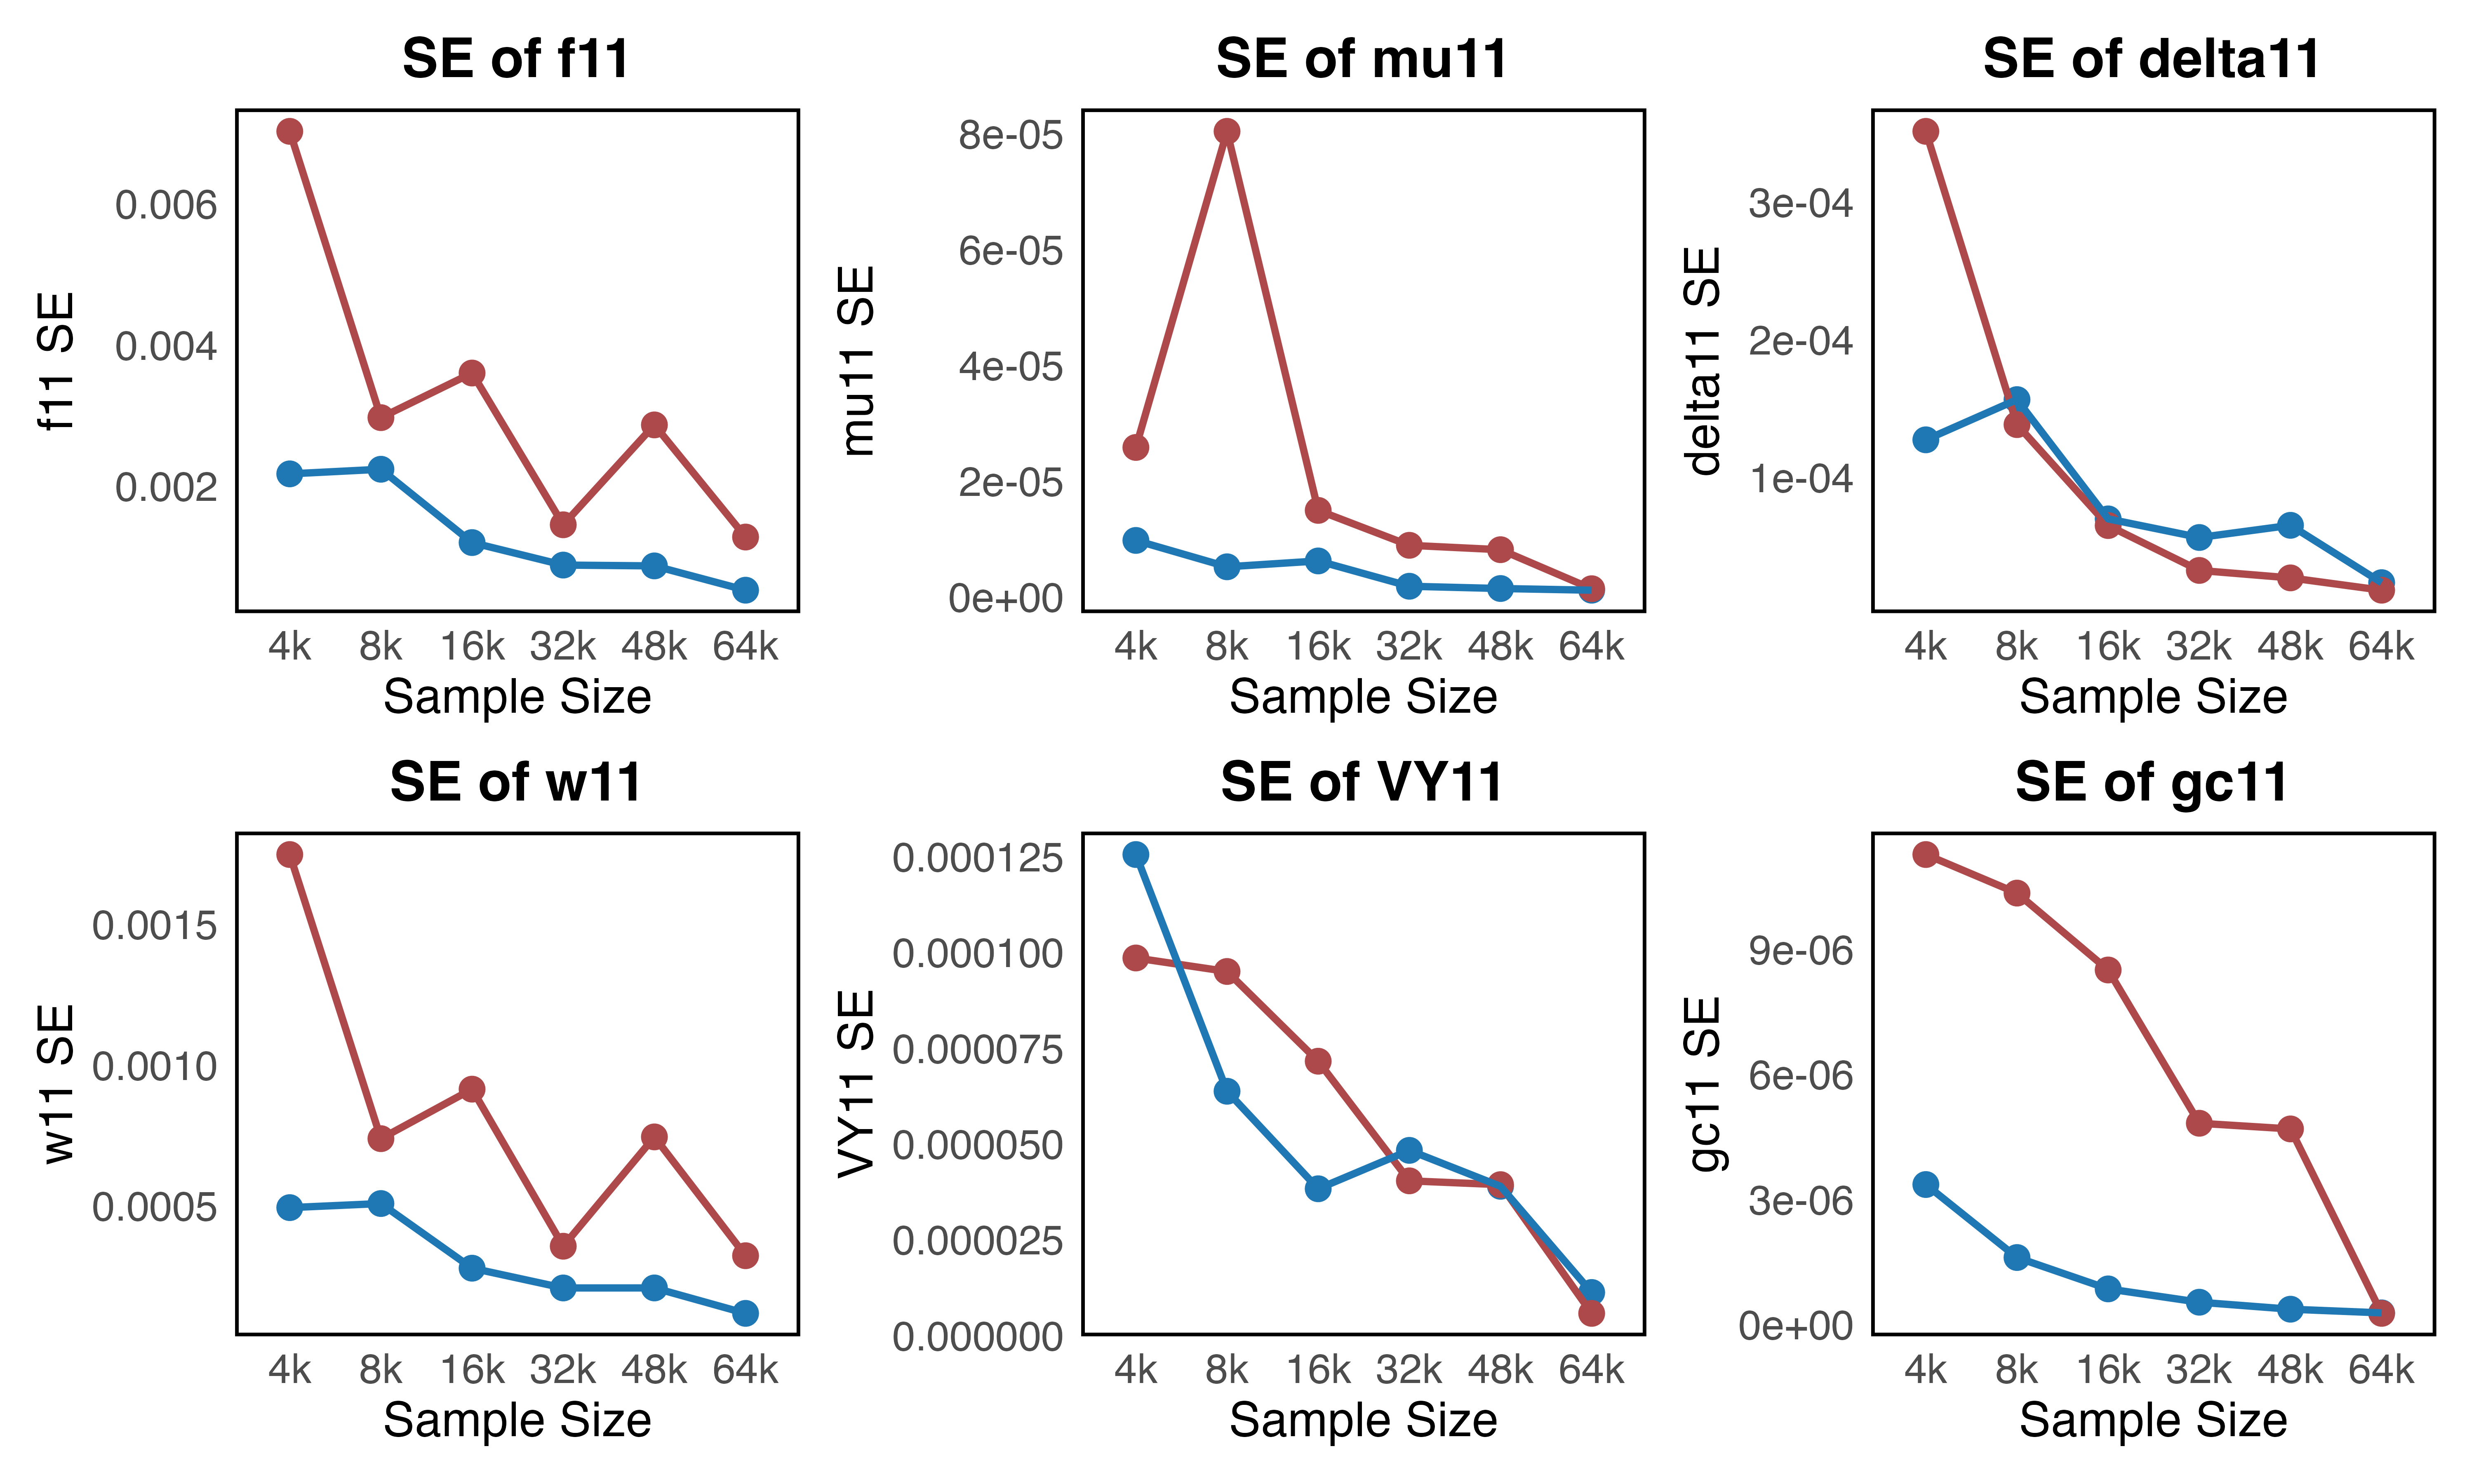 SE of f11
f11 SE
0.006
0.004
0.002
4k 8k 16k 32k 48k 64k
Sample Size
SE of mu11
mu11 SE
8e-05
6e-05
4e-05
2e-05
0e+00
4k 8k 16k 32k 48k 64k
Sample Size
SE of delta11
delta11 SE
3e-04
2e-04
1e-04
4k 8k 16k 32k 48k 64k
Sample Size
SE of w11
w11 SE
0.0015
0.0010
0.0005
4k 8k 16k 32k 48k 64k
Sample Size
SE of VY11
VY11 SE
0.000125
0.000100
0.000075
0.000050
0.000025
0.000000
4k 8k 16k 32k 48k 64k
Sample Size
SE of gc11
gc11 SE
9e-06
6e-06
3e-06
0e+00
4k 8k 16k 32k 48k 64k
Sample Size